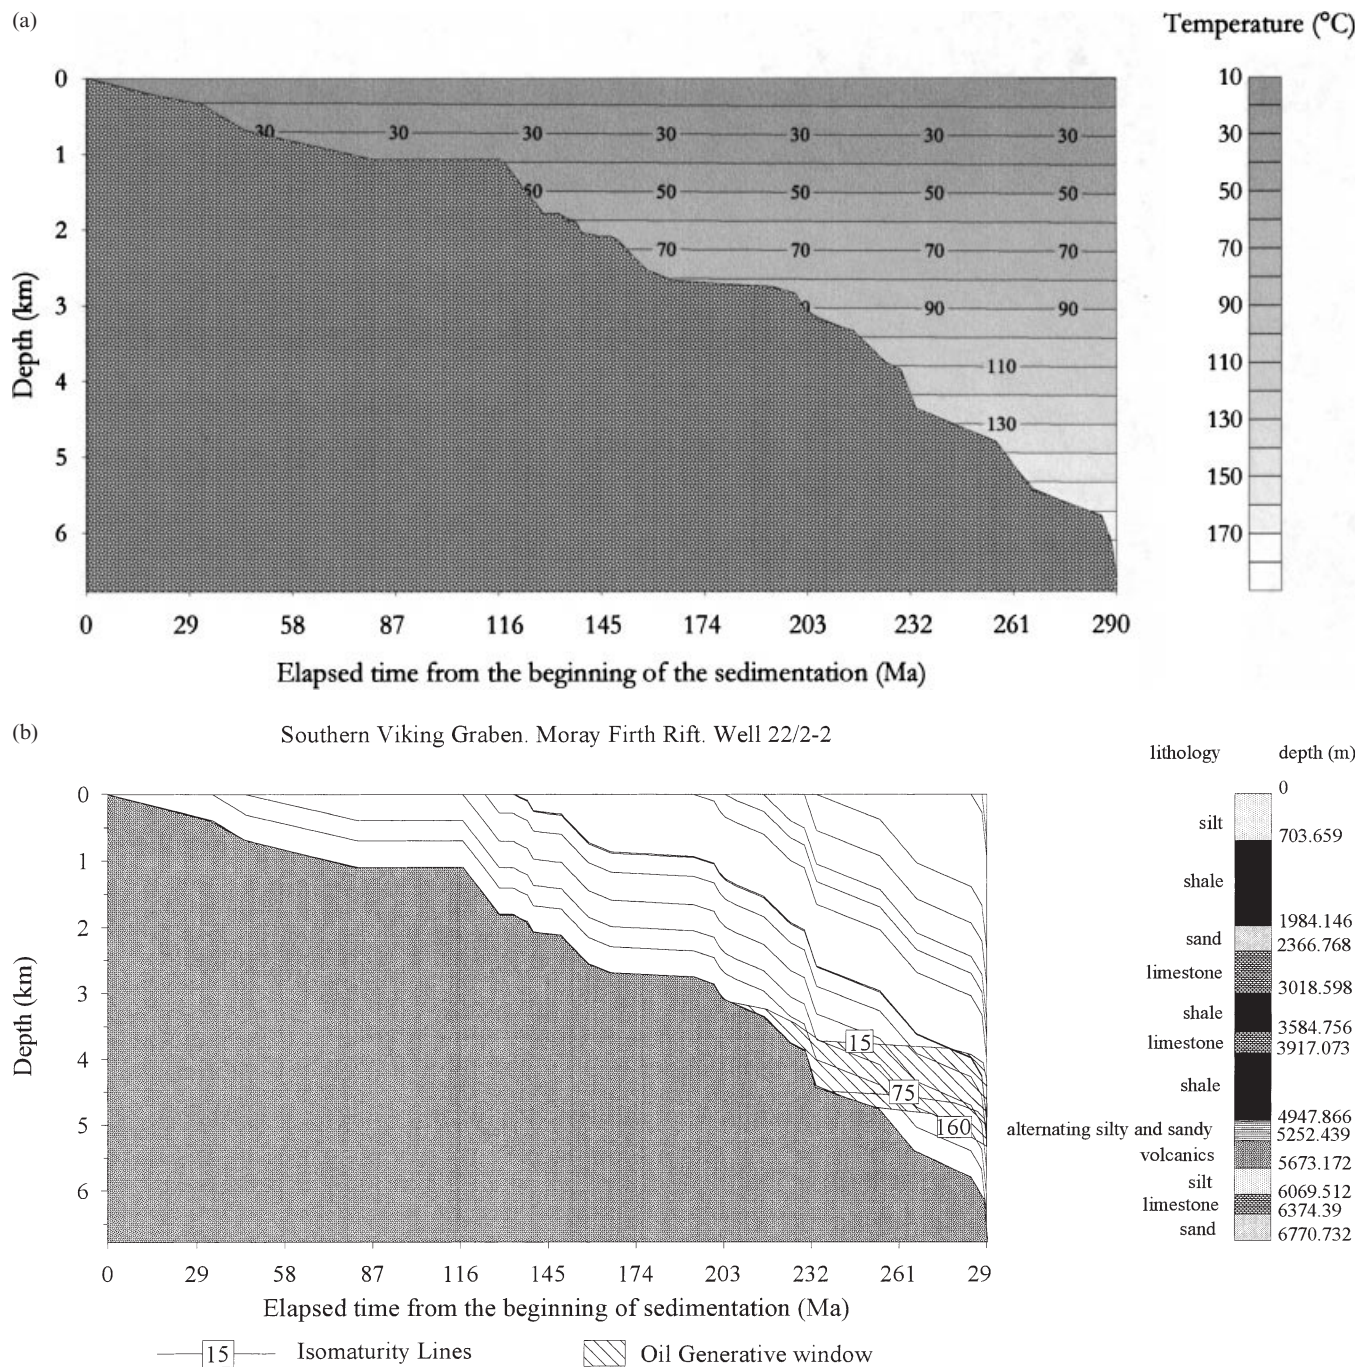 (a)
Temperature (°C)
0
1
2
3
4
5
6
Depth (km)
30 30 30 30 30 30 30
50 50 50 50 50
70 70 70 70
90 90
110
130
10
30
50
70
90
110
130
150
170
0 29 58 87 116 145 174 203 232 261 290
Elapsed time from the beginning of the sedimentation (Ma)
(b)
Southern Viking Graben. Moray Firth Rift. Well 22/2-2
0
1
2
3
4
5
6
Depth (km)
15
75
160
0 29 58 87 116 145 174 203 232 261 29
Elapsed time from the beginning of sedimentation (Ma)
15 Isomaturity Lines
Oil Generative window
lithology depth (m)
0
silt
703.659
shale
1984.146
sand
2366.768
limestone
3018.598
shale
3584.756
limestone
3917.073
shale
4947.866
alternating silty and sandy
5252.439
volcanics
5673.172
silt
6069.512
limestone
6374.39
sand
6770.732